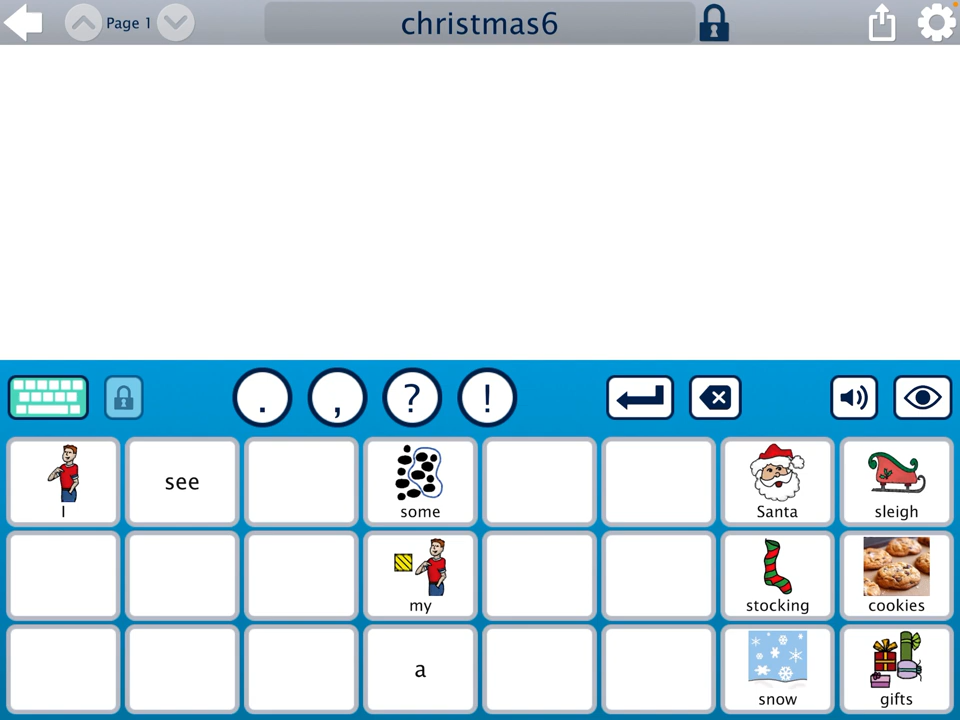 Page 1
christmas6
. , ? !
I see some Santa sleigh
my stocking cookies
a snow gifts